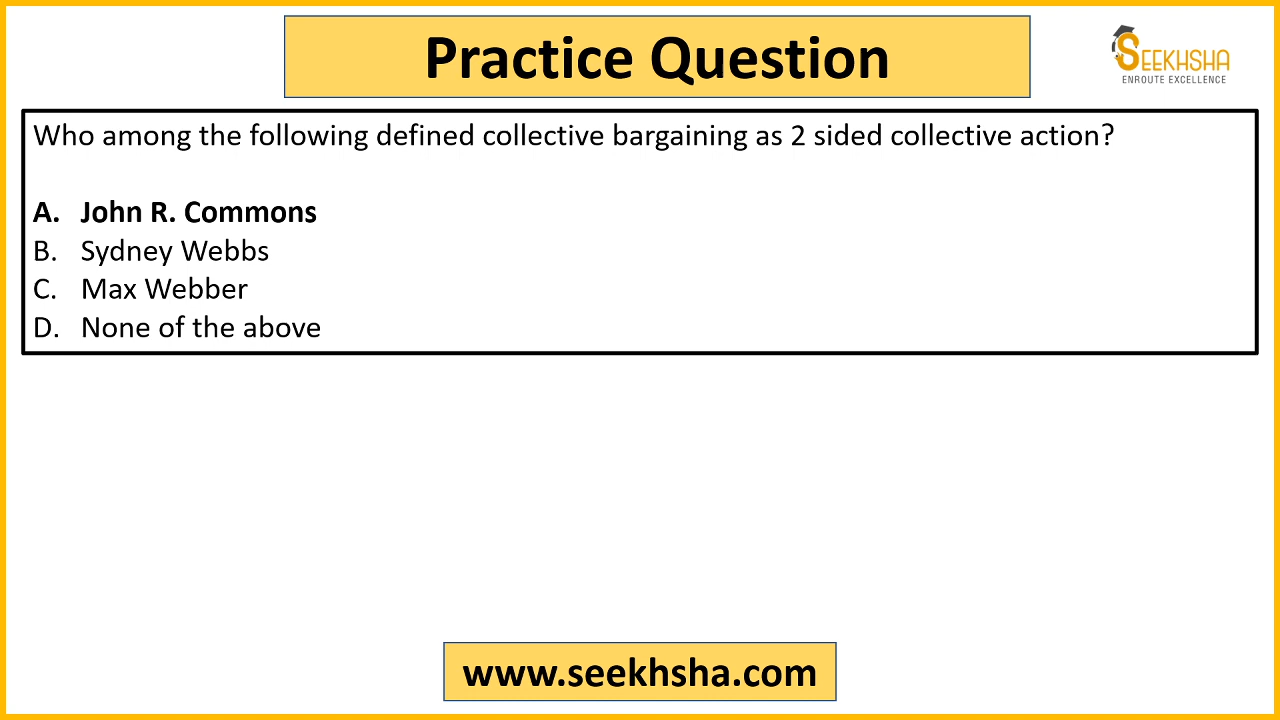 Practice Question
SEEKHSHA
ENROUTE EXCELLENCE
Who among the following defined collective bargaining as 2 sided collective action?
A. John R. Commons
B. Sydney Webbs
C. Max Webber
D. None of the above
www.seekhsha.com